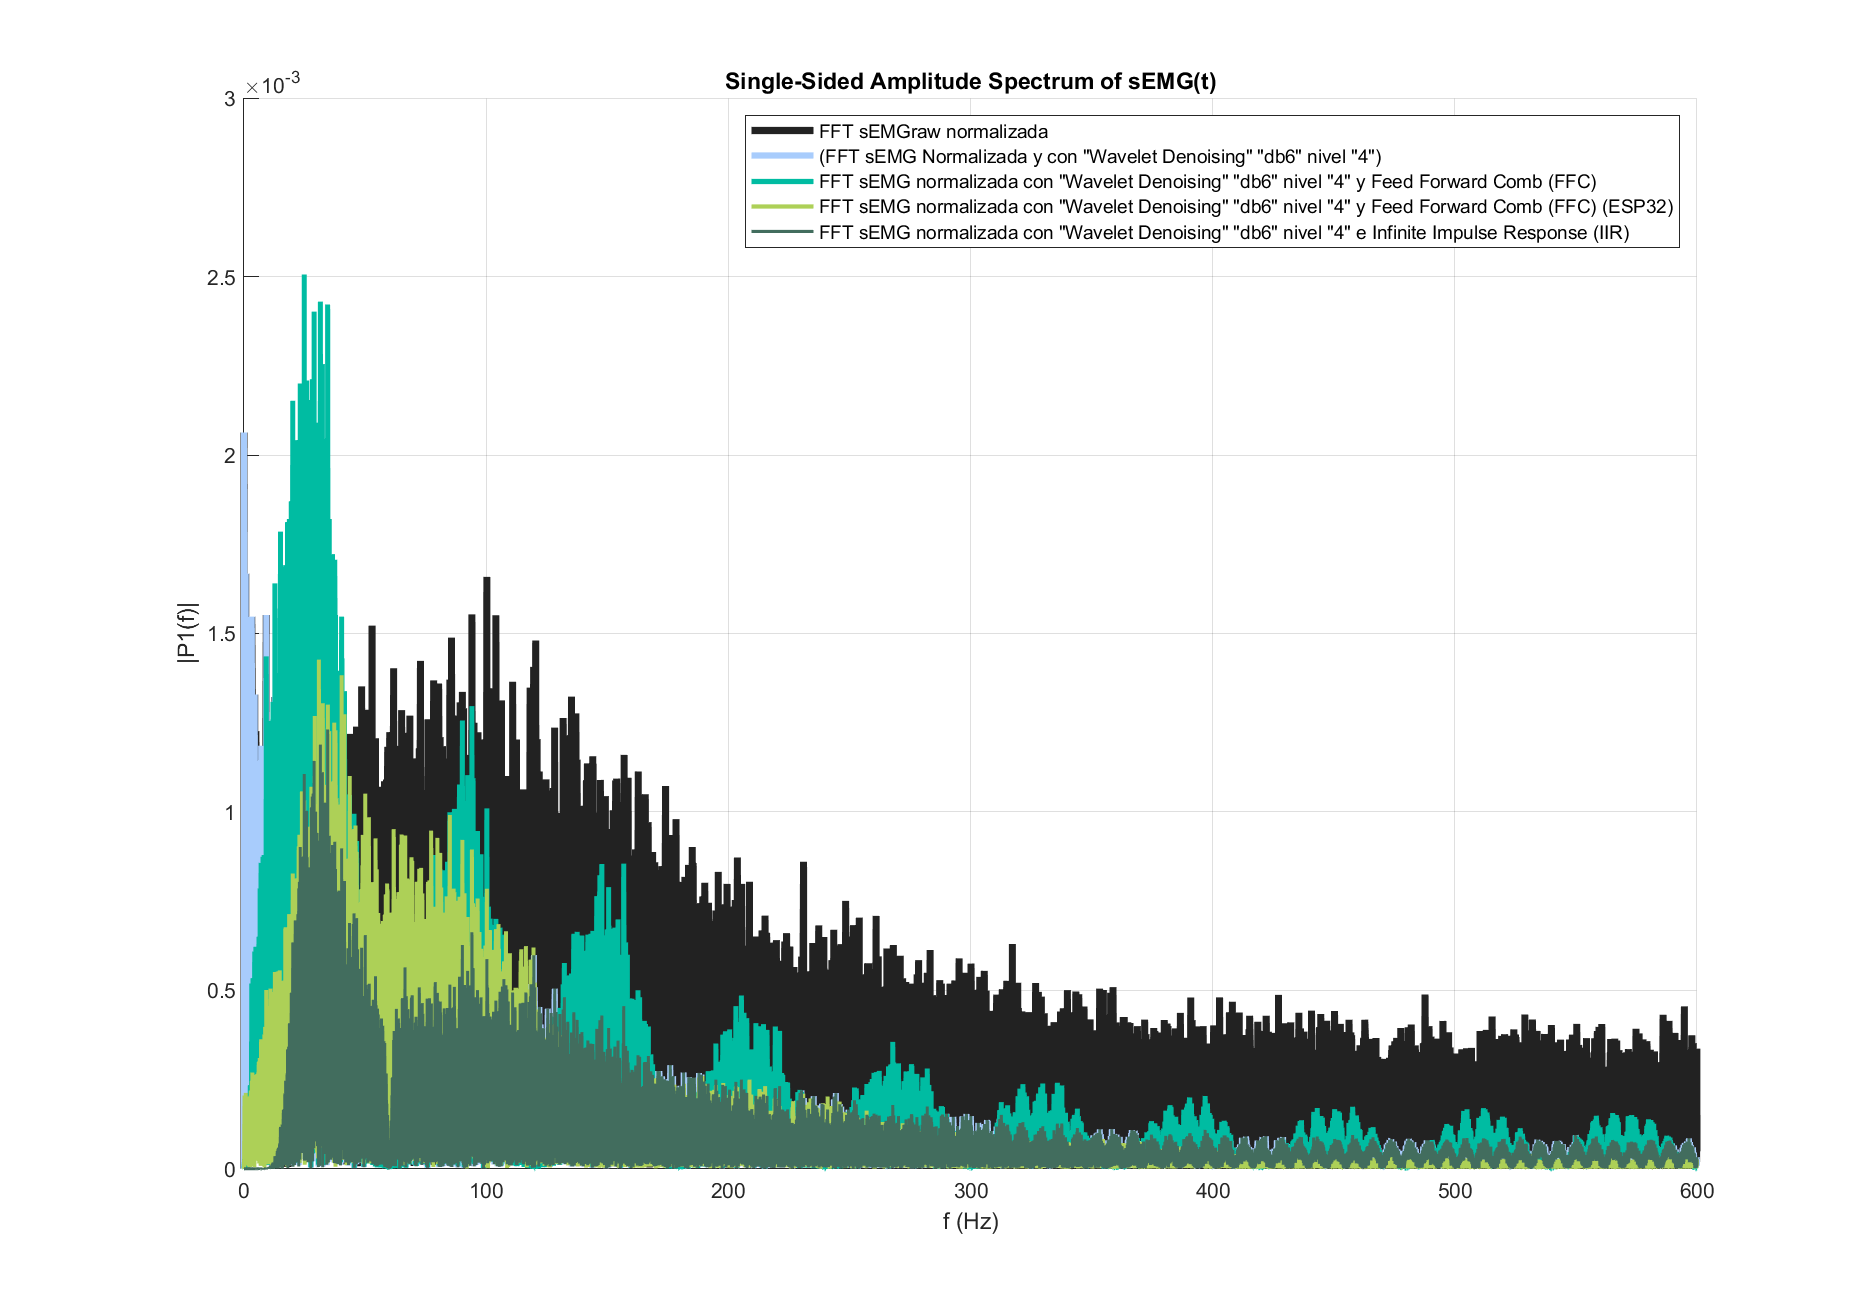 Single-Sided Amplitude Spectrum of sEMG(t)
×10-3
3
2.5
2
1.5
1
0.5
0
|P1(f)|
FFT sEMGraw normalizada
(FFT sEMG Normalizada y con "Wavelet Denoising" "db6" nivel "4")
FFT sEMG normalizada con "Wavelet Denoising" "db6" nivel "4" y Feed Forward Comb (FFC)
FFT sEMG normalizada con "Wavelet Denoising" "db6" nivel "4" y Feed Forward Comb (FFC) (ESP32)
FFT sEMG normalizada con "Wavelet Denoising" "db6" nivel "4" e Infinite Impulse Response (IIR)
0 100 200 300 400 500 600
f (Hz)